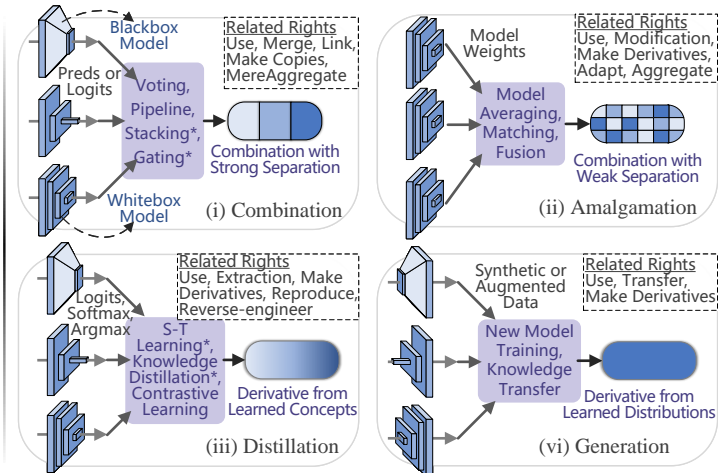 Blackbox
Model
Related Rights
Use, Merge, Link,
Make Copies,
MereAggregate
Preds or
Logits
Voting,
Pipeline,
Stacking*,
Gating*
Combination with
Strong Separation
Whitebox
Model
(i) Combination
Model
Weights
Related Rights
Use, Modification,
Make Derivatives,
Adapt, Aggregate
Model
Averaging,
Matching,
Fusion
Combination with
Weak Separation
(ii) Amalgamation
Related Rights
Use, Extraction, Make
Derivatives, Reproduce,
Reverse-engineer
Logits,
Softmax,
Argmax
S-T
Learning*,
Knowledge
Distillation*,
Contrastive
Learning
Derivative from
Learned Concepts
(iii) Distillation
Synthetic or
Augmented
Data
Related Rights
Use, Transfer,
Make Derivatives
New Model
Training,
Knowledge
Transfer
Derivative from
Learned Distributions
(vi) Generation